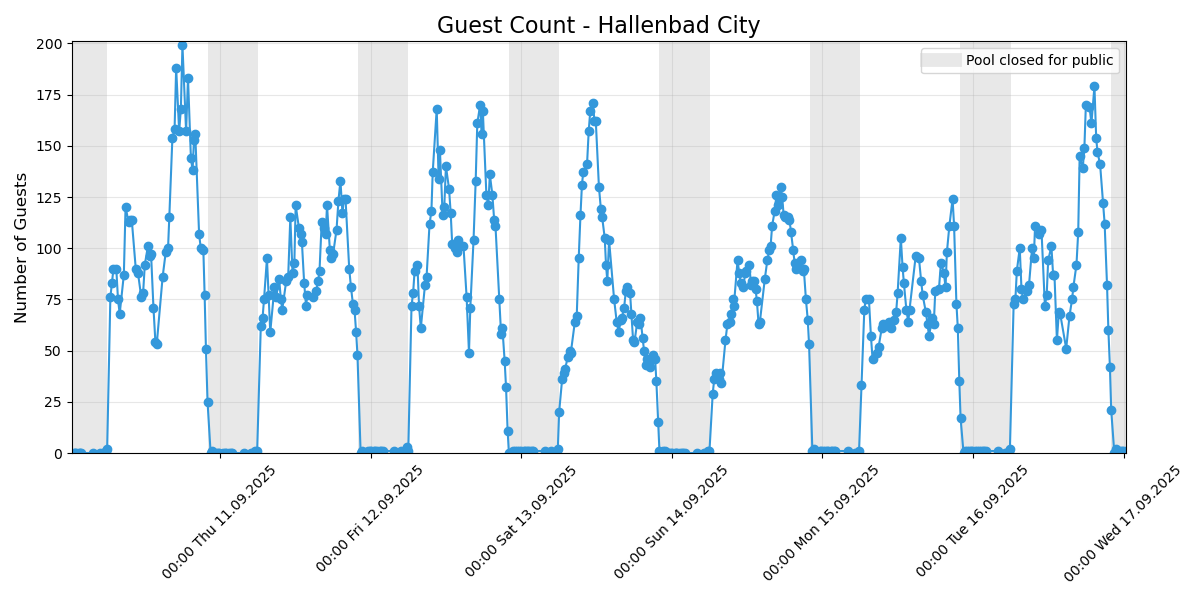 Guest Count - Hallenbad City
Number of Guests
200
175
150
125
100
75
50
25
0
Pool closed for public
00:00 Thu 11.09.2025
00:00 Fri 12.09.2025
00:00 Sat 13.09.2025
00:00 Sun 14.09.2025
00:00 Mon 15.09.2025
00:00 Tue 16.09.2025
00:00 Wed 17.09.2025